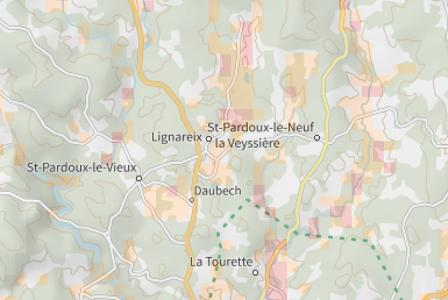 St-Pardoux-le-Neuf
Lignareix
la Veyssière
St-Pardoux-le-Vieux
Daubech
La Tourette